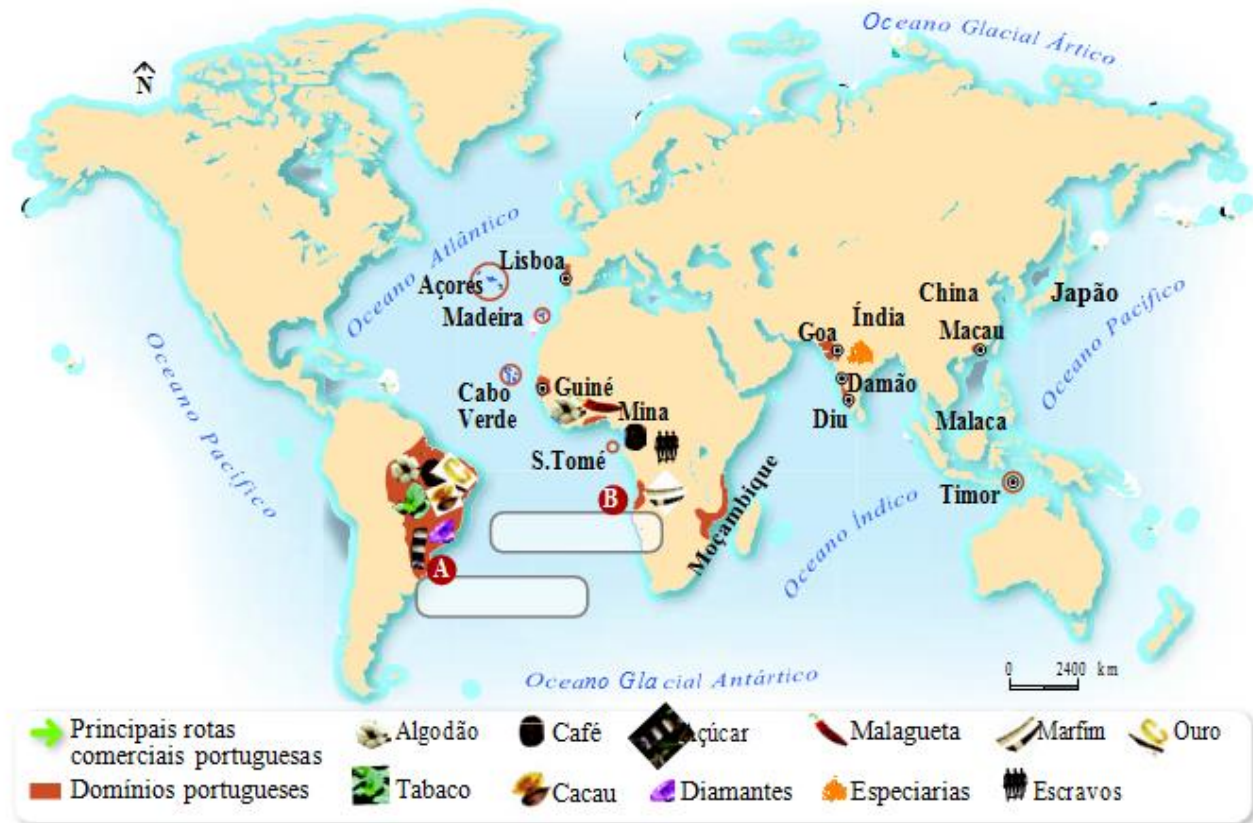 Oceano Glacial Ártico
N
Oceano Atlântico
Lisboa
Açores
Madeira
China
Japão
Índia
Goa
Macau
Oceano Pacífico
Oceano Pacífico
Cabo
Verde
Guiné
Damão
Mina
Diu
Malaca
S.Tomé
Moçambique
Timor
B
Oceano Índico
A
Oceano Glacial Antártico
0 2400 km
Principais rotas
comerciais portuguesas
Algodão
Café
Açúcar
Malagueta
Marfim
Ouro
Domínios portugueses
Tabaco
Cacau
Diamantes
Especiarias
Escravos